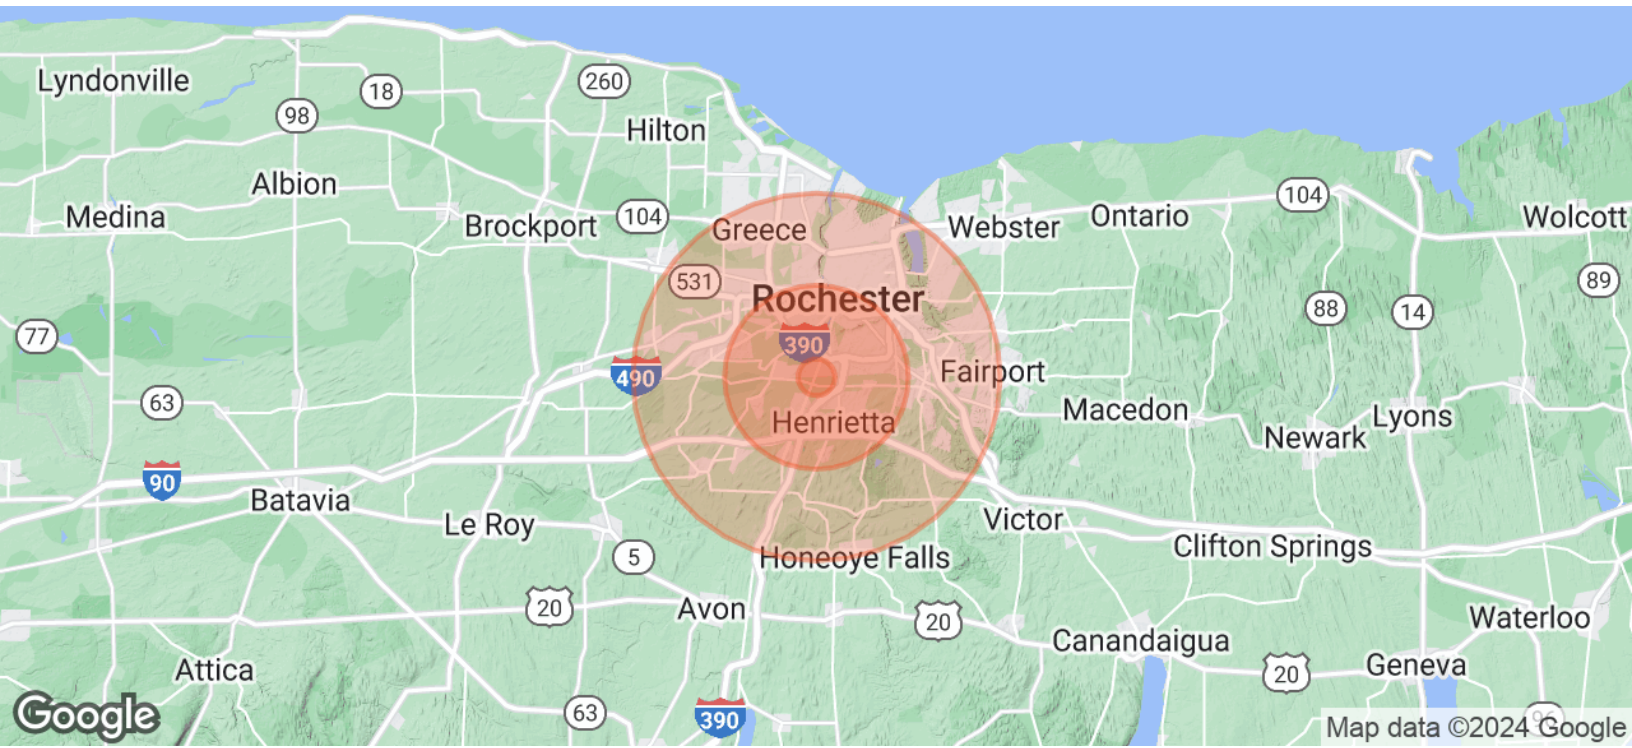 Lyndonville
18
260
98
Hilton
Albion
Medina
Brockport
104
Greece
Webster
Ontario
104
Wolcott
531
Rochester
88
14
89
77
390
490
Fairport
63
Henrietta
Macedon
Lyons
Newark
90
Batavia
Le Roy
Victor
5
Honeoye Falls
Clifton Springs
20
Avon
20
Waterloo
Canandaigua
Attica
20
Geneva
Google
63
390
96
Map data ©2024 Google